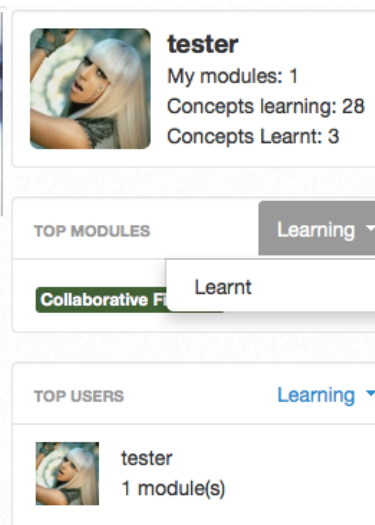 tester
My modules: 1
Concepts learning: 28
Concepts Learnt: 3
TOP MODULES
Learning
Learnt
Collaborative
TOP USERS
Learning
tester
1 module(s)